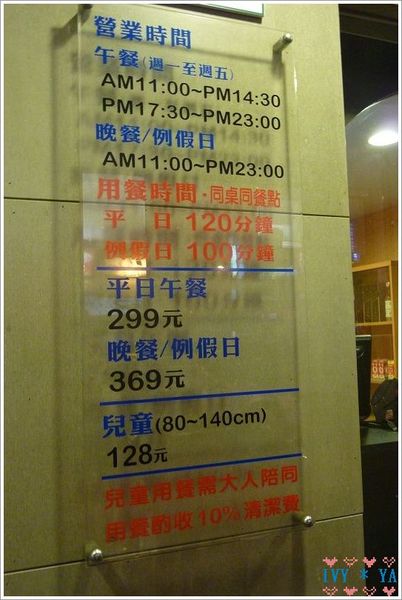 營業時間
午餐(週一至週五)
AM11:00~PM14:30
PM17:30~PM23:00
晚餐/例假日
AM11:00~PM23:00
用餐時間·同桌同餐點
平 日 120分鐘
例假日 100分鐘
平日午餐
299元
晚餐/例假日
369元
兒童(80~140cm)
128元
兒童用餐需大人陪同
用餐酌收10%清潔費
IVY * YA